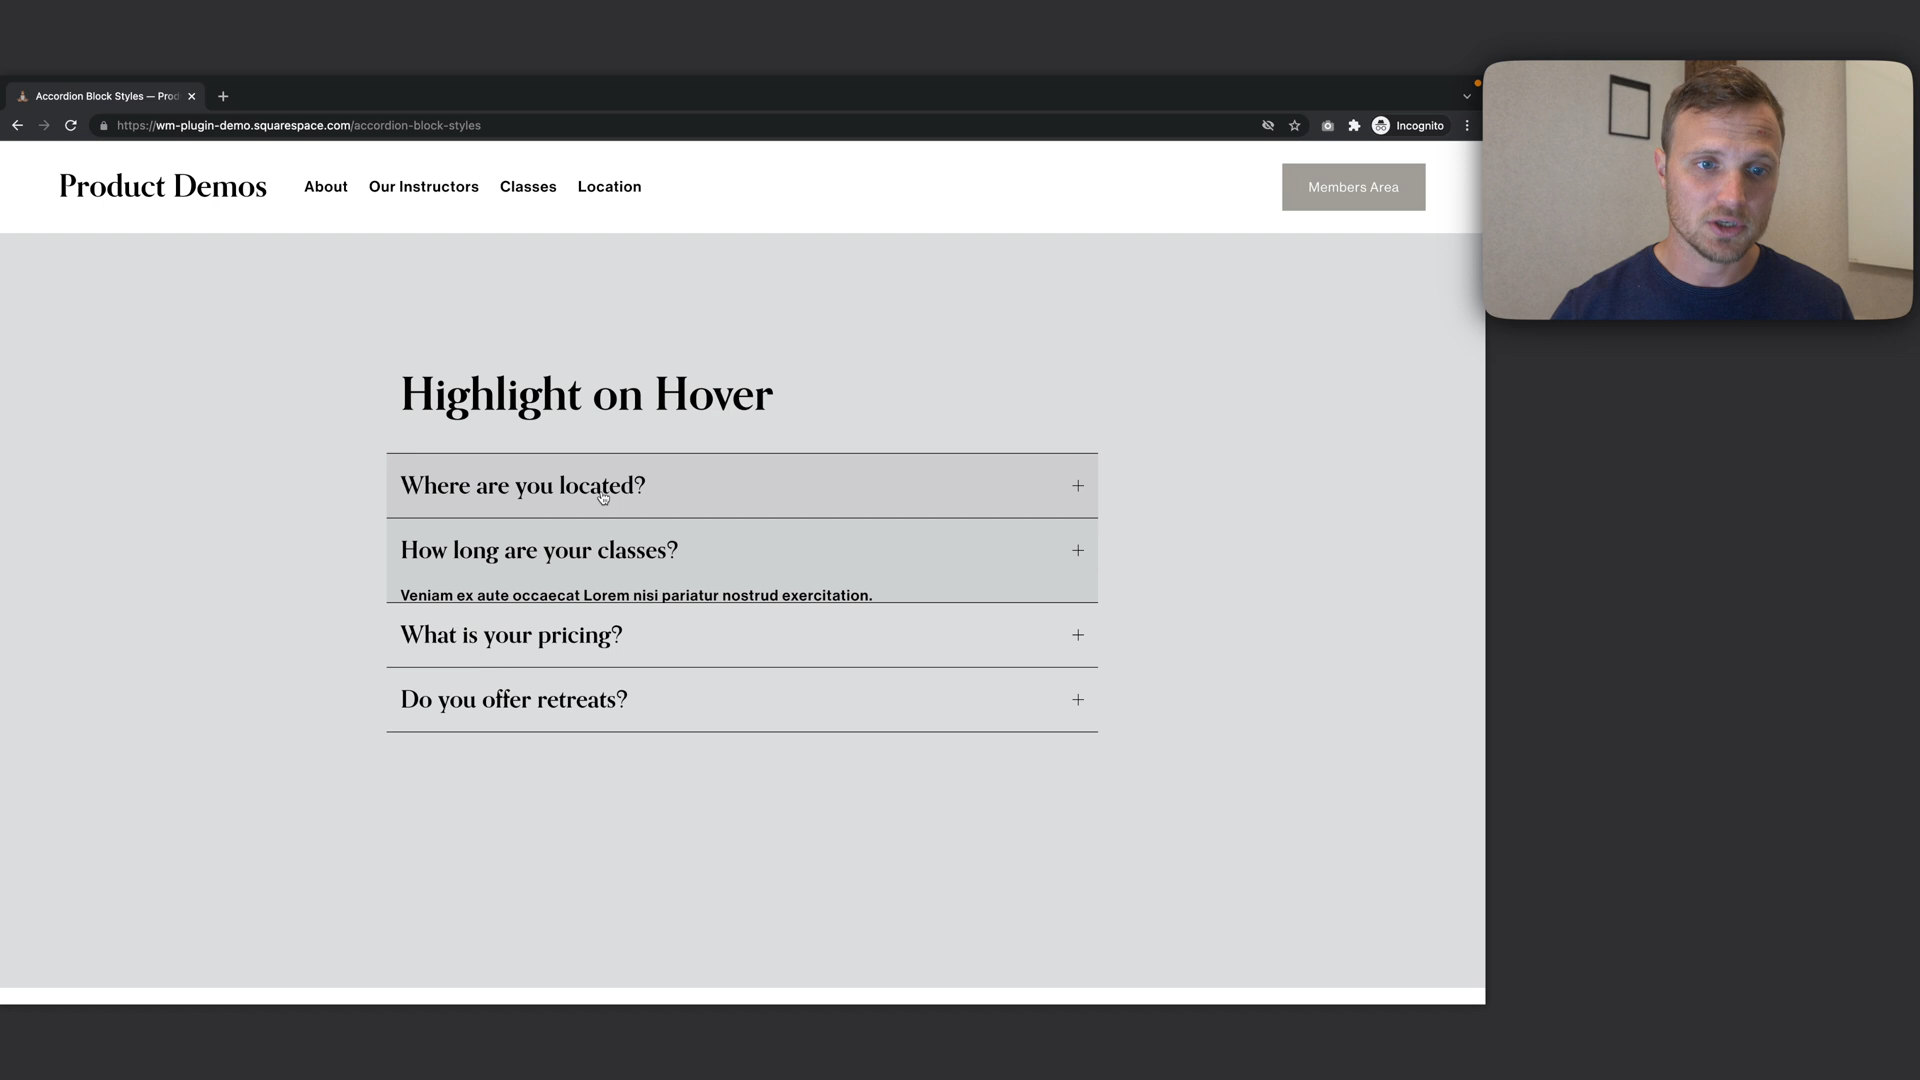 Accordion Block Styles — Prod
https://wm-plugin-demo.squarespace.com/accordion-block-styles
Incognito
Product Demos
About
Our Instructors
Classes
Location
Members Area
Highlight on Hover
Where are you located?
How long are your classes?
Veniam ex aute occaecat Lorem nisi pariatur nostrud exercitation.
What is your pricing?
Do you offer retreats?